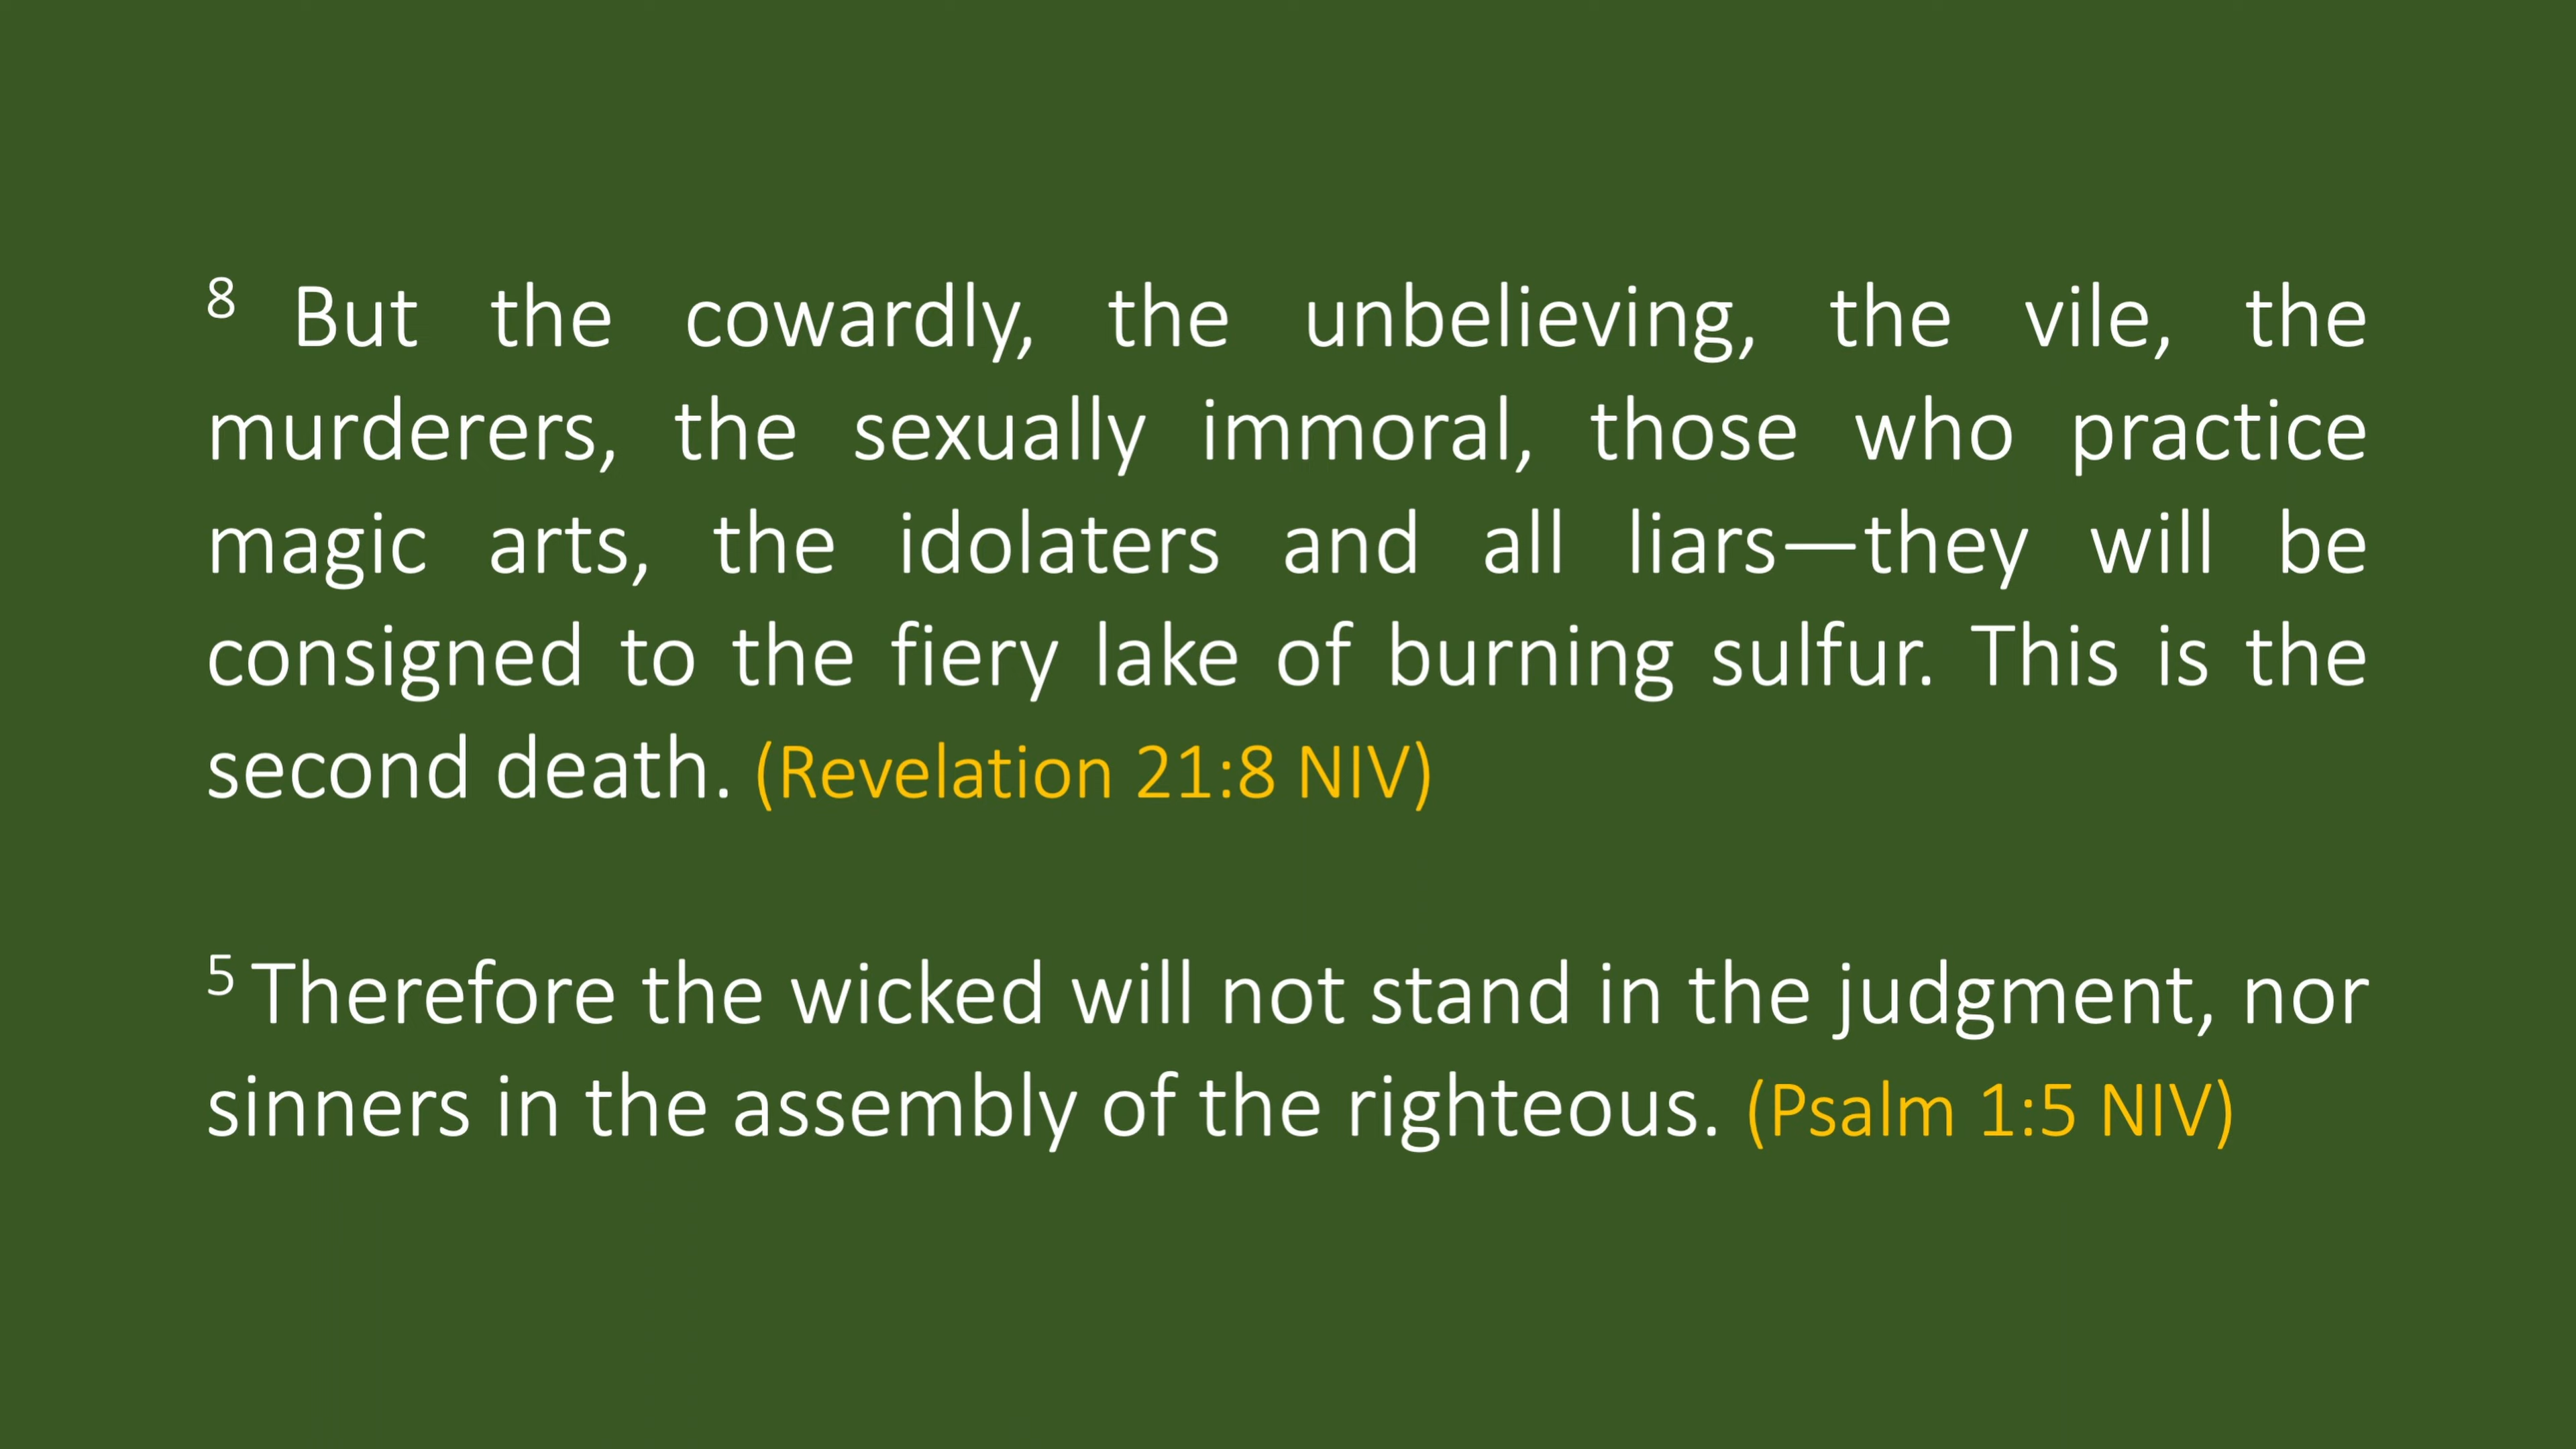 8 But the cowardly, the unbelieving, the vile, the
murderers, the sexually immoral, those who practice
magic arts, the idolaters and all liars—they will be
consigned to the fiery lake of burning sulfur. This is the
second death. (Revelation 21:8 NIV)
5 Therefore the wicked will not stand in the judgment, nor
sinners in the assembly of the righteous. (Psalm 1:5 NIV)